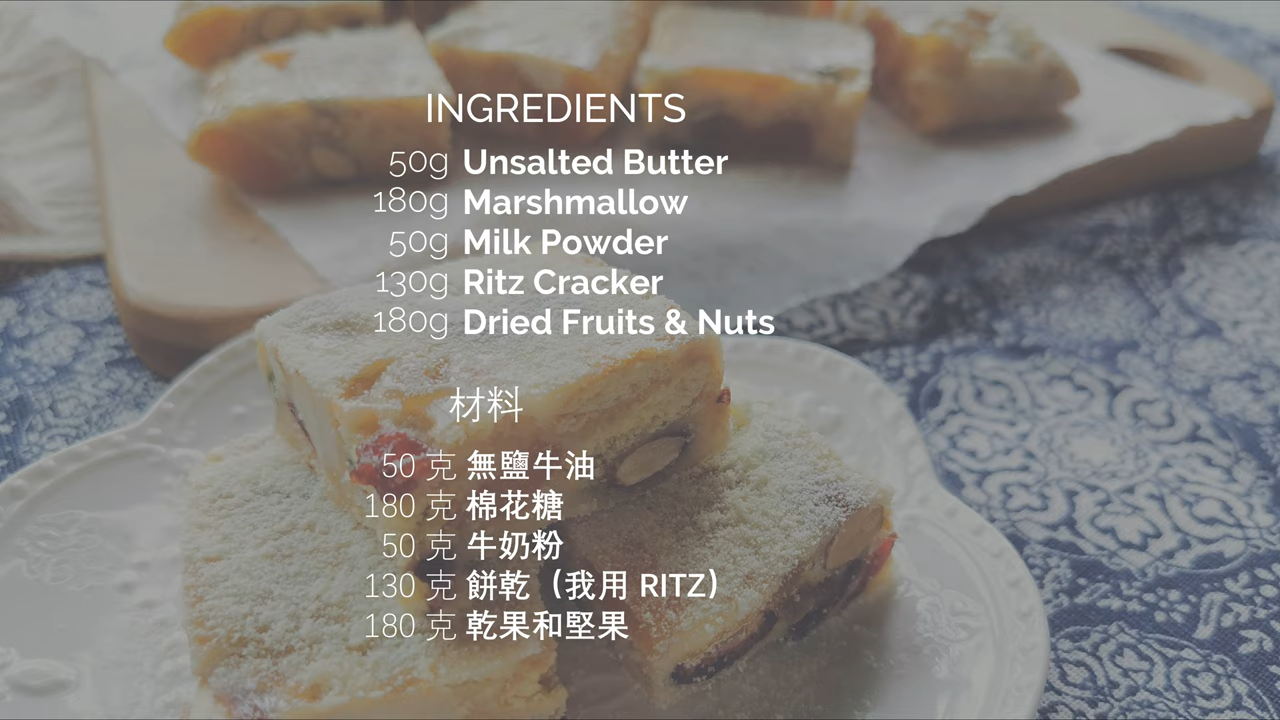 INGREDIENTS
50g Unsalted Butter
180g Marshmallow
50g Milk Powder
130g Ritz Cracker
180g Dried Fruits & Nuts
材料
50 克 無鹽牛油
180 克 棉花糖
50 克 牛奶粉
130 克 餅乾（我用 RITZ）
180 克 乾果和堅果